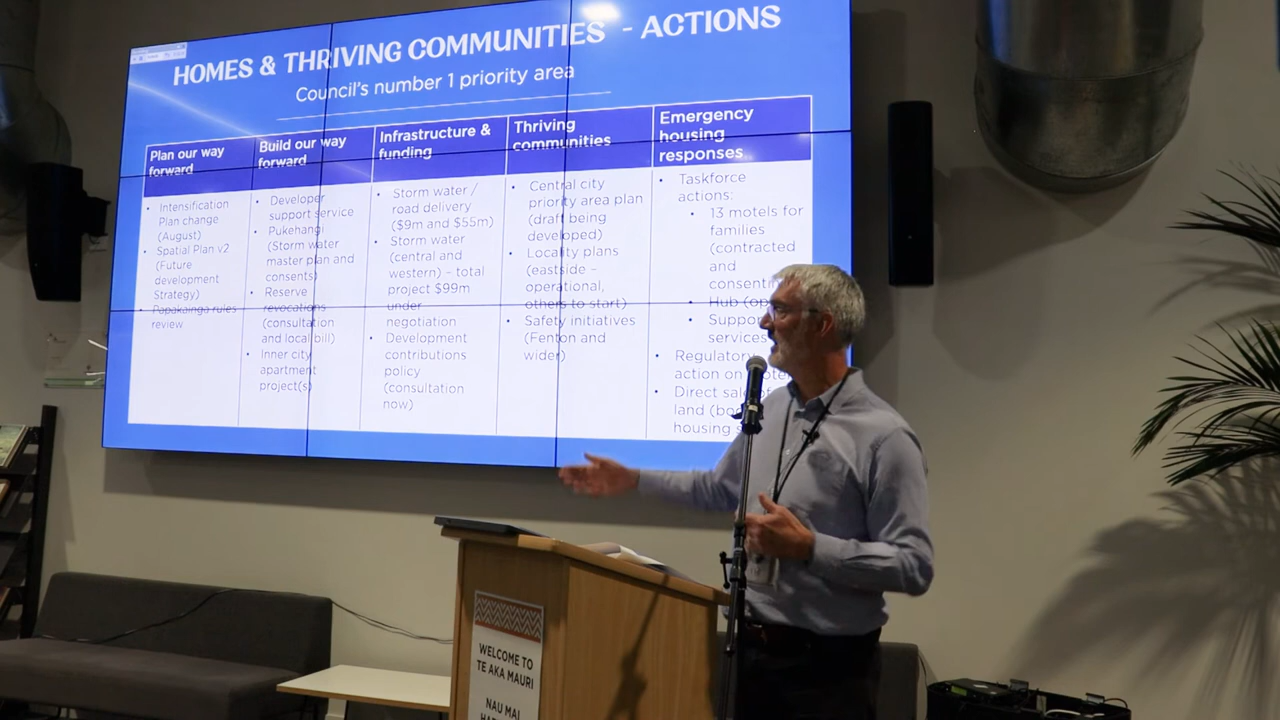 HOMES & THRIVING COMMUNITIES - ACTIONS
Council's number 1 priority area
Plan our way
forward
• Intensification
Plan change
(August)
• Spatial Plan v2
(Future
development
Strategy)
• Papakainga rules
review
Build our way
forward
• Developer
support service
• Pukehangi
(Storm water
master plan and
consents)
• Reserve
revocations
(consultation
and local bill)
• Inner city
apartment
project(s)
Infrastructure &
funding
• Storm water /
road delivery
($9m and $55m)
• Storm water
(central and
western) – total
project $99m
under
negotiation
• Development
contributions
policy
(consultation
now)
Thriving
communities
• Central city
priority area plan
(draft being
developed)
• Locality plans
(eastside –
operational,
others to start)
• Safety initiatives
(Fenton and
wider)
Emergency
housing
responses
• Taskforce
actions:
• 13 motels for
families
(contracted
and
• Hub
services
• Regulatory
action on
• Direct sale of
land
housing
WELCOME TO
TE AKA MAURI
NAU MAI